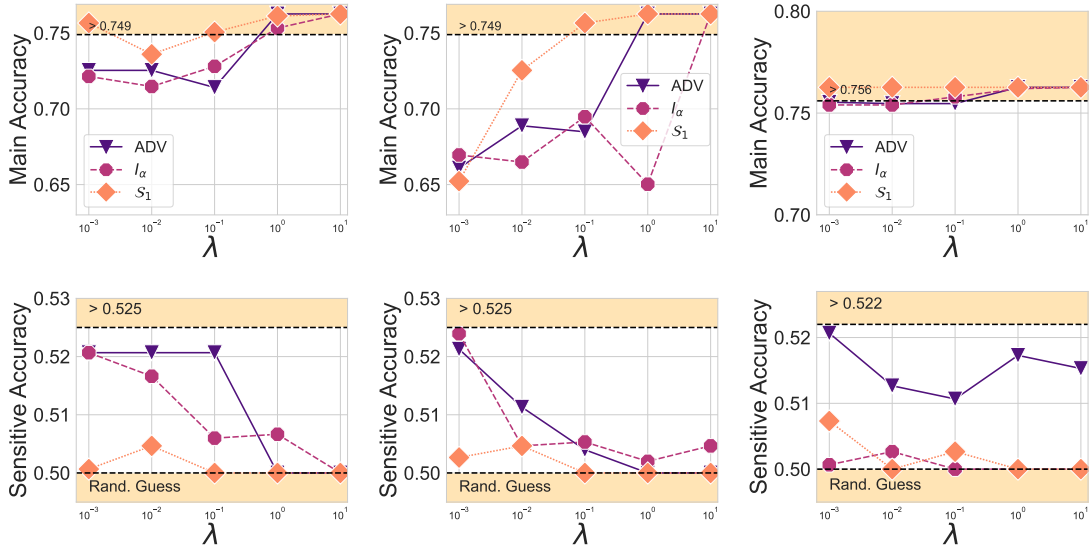 Main Accuracy
0.75
0.70
0.65
> 0.749
ADV
I_α
S_1
10^-3
10^-2
10^-1
10^0
10^1
λ
Main Accuracy
0.75
0.70
0.65
> 0.749
ADV
I_α
S_1
10^-3
10^-2
10^-1
10^0
10^1
λ
Main Accuracy
0.80
0.75
0.70
> 0.756
ADV
I_α
S_1
10^-3
10^-2
10^-1
10^0
10^1
λ
Sensitive Accuracy
0.53
0.52
0.51
0.50
> 0.525
Rand. Guess
10^-3
10^-2
10^-1
10^0
10^1
λ
Sensitive Accuracy
0.53
0.52
0.51
0.50
> 0.525
Rand. Guess
10^-3
10^-2
10^-1
10^0
10^1
λ
Sensitive Accuracy
0.52
0.51
0.50
> 0.522
Rand. Guess
10^-3
10^-2
10^-1
10^0
10^1
λ